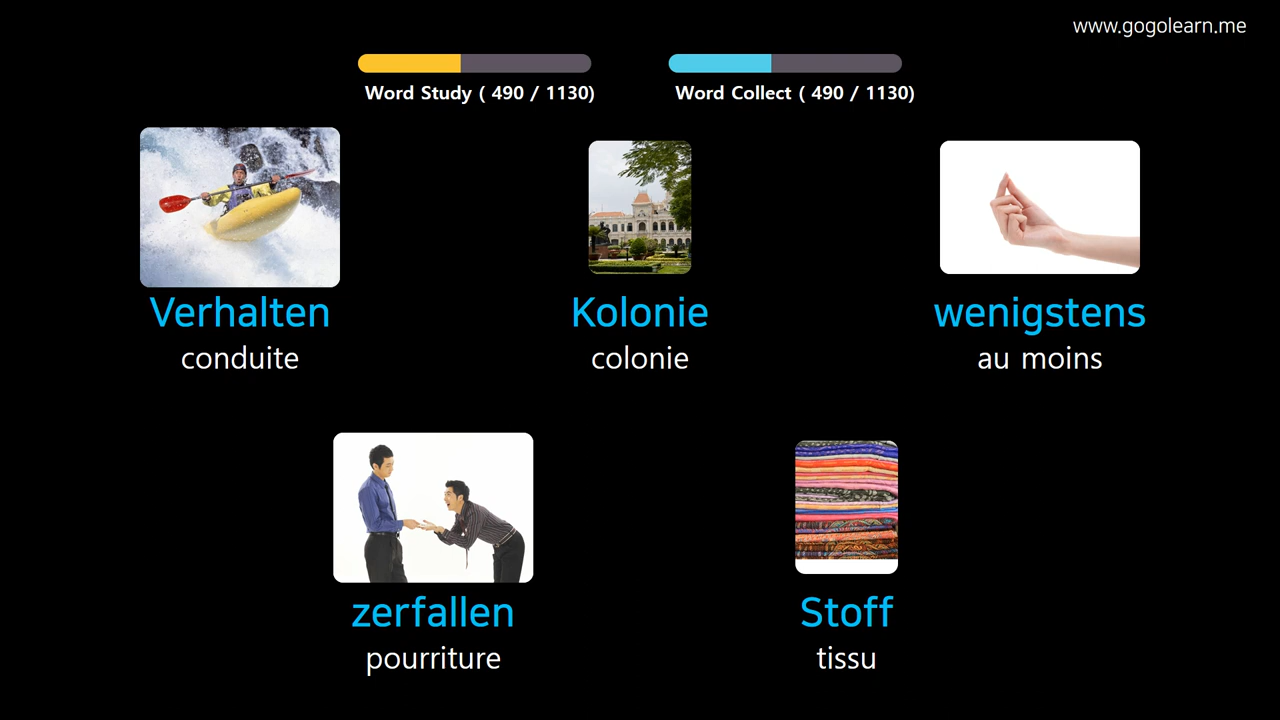 www.gogolearn.me
Word Study ( 490 / 1130)
Word Collect ( 490 / 1130)
Verhalten
conduite
Kolonie
colonie
wenigstens
au moins
zerfallen
pourriture
Stoff
tissu